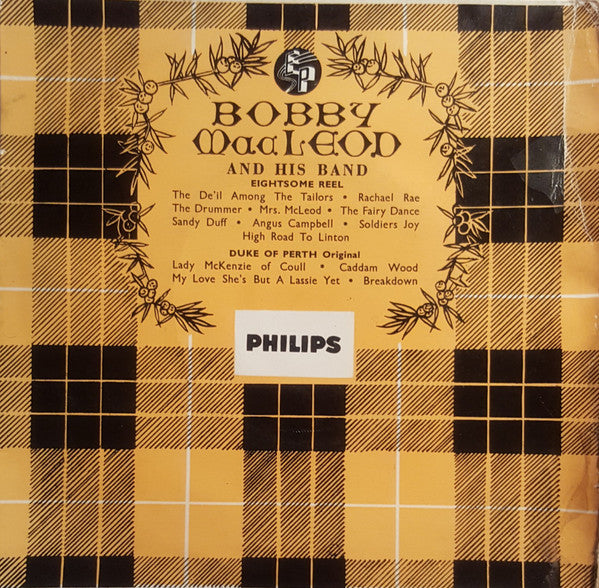 EP
BOBBY
MacLEOD
AND HIS BAND
EIGHTSOME REEL
The De'il Among The Tailors • Rachael Rae
The Drummer • Mrs. McLeod • The Fairy Dance
Sandy Duff • Angus Campbell • Soldiers Joy
High Road To Linton
DUKE OF PERTH Original
Lady McKenzie of Coull • Caddam Wood
My Love She's But A Lassie Yet • Breakdown
PHILIPS